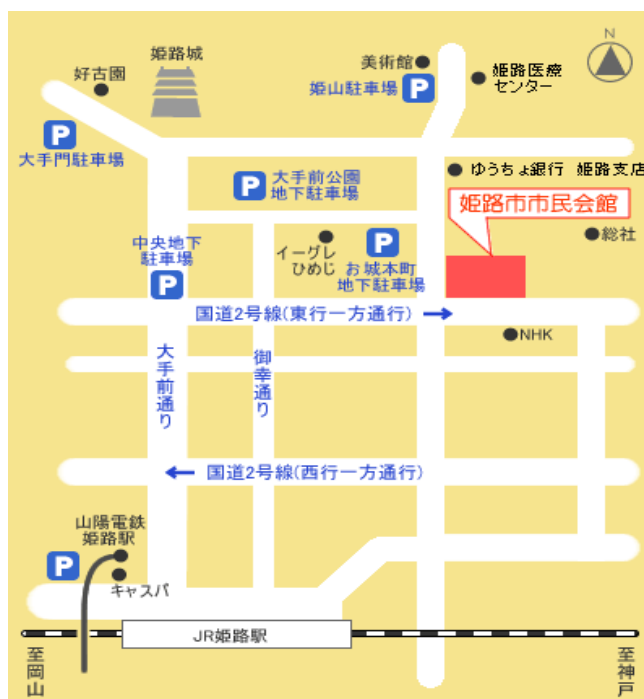 N
姫路城
美術館
好古園
姫路医療
センター
姫山駐車場
P
P
大手門駐車場
ゆうちょ銀行 姫路支店
P
大手前公園
地下駐車場
姫路市市民会館
総社
中央地下
駐車場
P
イーグレ
ひめじ
P
お城本町
地下駐車場
国道2号線(東行一方通行)
NHK
大手前通り
御幸通り
国道2号線(西行一方通行)
山陽電鉄
姫路駅
P
キャスパ
JR姫路駅
至岡山
至神戸